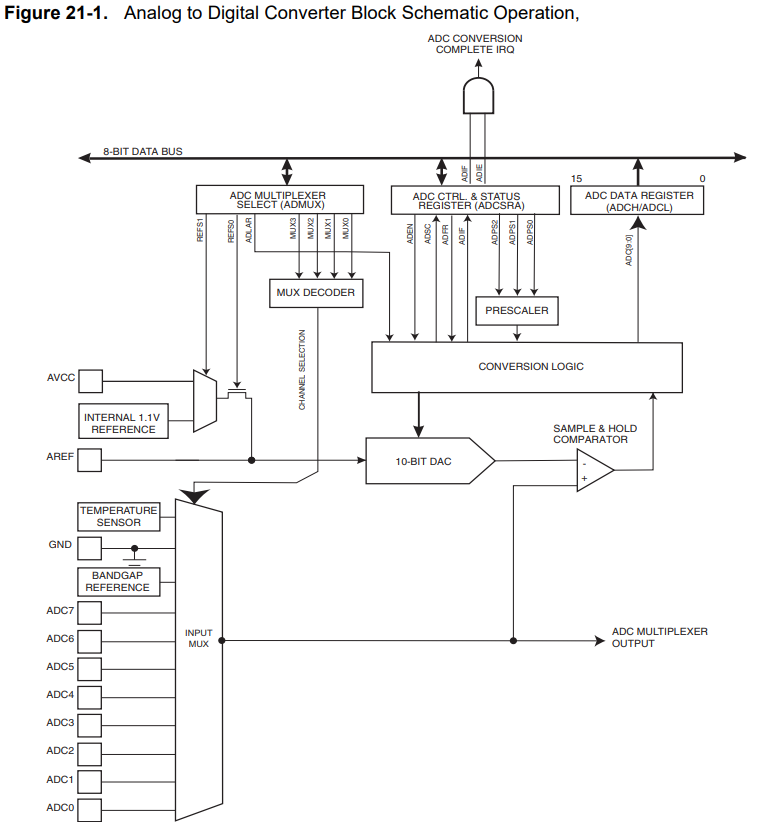 Figure 21-1. Analog to Digital Converter Block Schematic Operation,
ADC CONVERSION
COMPLETE IRQ
8-BIT DATA BUS
ADIF
ADIE
15
0
ADC MULTIPLEXER
SELECT (ADMUX)
ADC CTRL. & STATUS
REGISTER (ADCSRA)
ADC DATA REGISTER
(ADCH/ADCL)
REFS1
REFS0
ADLAR
MUX3
MUX2
MUX1
MUX0
ADEN
ADSC
ADFR
ADIF
ADPS2
ADPS1
ADPS0
ADC[9:0]
MUX DECODER
PRESCALER
CHANNEL SELECTION
CONVERSION LOGIC
AVCC
INTERNAL 1.1V
REFERENCE
AREF
SAMPLE & HOLD
COMPARATOR
10-BIT DAC
-
+
TEMPERATURE
SENSOR
GND
BANDGAP
REFERENCE
ADC7
ADC6
ADC5
ADC4
ADC3
ADC2
ADC1
ADC0
INPUT
MUX
ADC MULTIPLEXER
OUTPUT